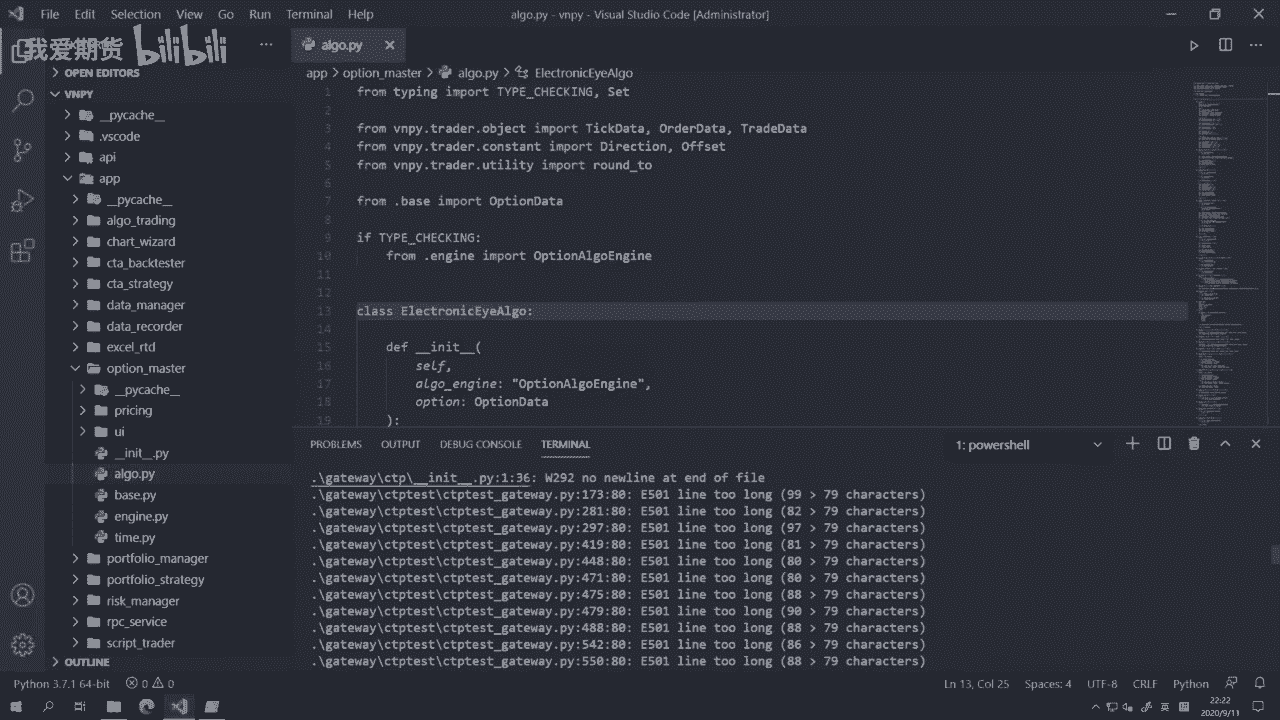 File Edit Selection View Go Run Terminal Help
algo.py - vnpy - Visual Studio Code [Administrator]
我爱期货 bilibili
algo.py
OPEN EDITORS
VNPY
__pycache__
.vscode
api
app
__pycache__
algo_trading
chart_wizard
cta_backtester
cta_strategy
data_manager
data_recorder
excel_rtd
option_master
__pycache__
pricing
ui
__init__.py
algo.py
base.py
engine.py
time.py
portfolio_manager
portfolio_strategy
risk_manager
rpc_service
script_trader
OUTLINE
app > option_master > algo.py > ElectronicEyeAlgo
1 from typing import TYPE_CHECKING, Set
2
from vnpy.trader.object import TickData, OrderData, TradeData
from vnpy.trader.constant import Direction, Offset
from vnpy.trader.utility import round_to
6
from .base import OptionData
if TYPE_CHECKING:
from .engine import OptionAlgoEngine
11
12
class ElectronicEyeAlgo:
14
15 def __init__(
self,
algo_engine: "OptionAlgoEngine",
option: OptionData
19 ):
PROBLEMS OUTPUT DEBUG CONSOLE TERMINAL
1: powershell
.\gateway\ctp\__init__.py:1:36: W292 no newline at end of file
.\gateway\ctptest\ctptest_gateway.py:173:80: E501 line too long (99 > 79 characters)
.\gateway\ctptest\ctptest_gateway.py:281:80: E501 line too long (82 > 79 characters)
.\gateway\ctptest\ctptest_gateway.py:297:80: E501 line too long (97 > 79 characters)
.\gateway\ctptest\ctptest_gateway.py:419:80: E501 line too long (81 > 79 characters)
.\gateway\ctptest\ctptest_gateway.py:448:80: E501 line too long (80 > 79 characters)
.\gateway\ctptest\ctptest_gateway.py:471:80: E501 line too long (80 > 79 characters)
.\gateway\ctptest\ctptest_gateway.py:475:80: E501 line too long (88 > 79 characters)
.\gateway\ctptest\ctptest_gateway.py:479:80: E501 line too long (90 > 79 characters)
.\gateway\ctptest\ctptest_gateway.py:488:80: E501 line too long (88 > 79 characters)
.\gateway\ctptest\ctptest_gateway.py:542:80: E501 line too long (86 > 79 characters)
.\gateway\ctptest\ctptest_gateway.py:550:80: E501 line too long (88 > 79 characters)
Python 3.7.1 64-bit 0 0
Ln 13, Col 25 Spaces: 4 UTF-8 CRLF Python
22:22
2020/9/11